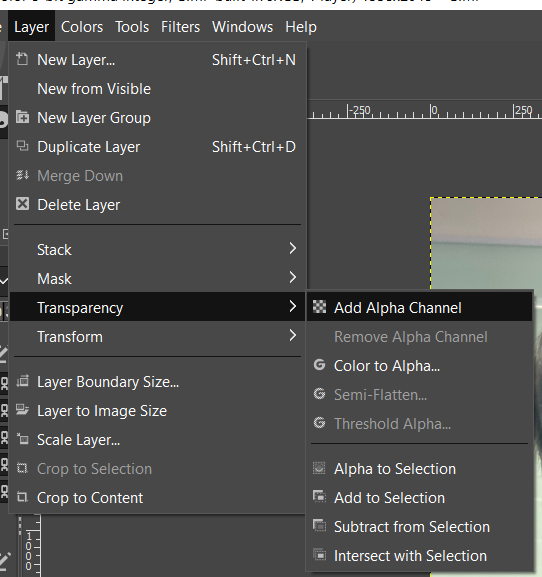 Layer Colors Tools Filters Windows Help
New Layer... Shift+Ctrl+N
New from Visible
New Layer Group
Duplicate Layer Shift+Ctrl+D
Merge Down
Delete Layer
Stack
Mask
Transparency
Transform
Layer Boundary Size...
Layer to Image Size
Scale Layer...
Crop to Selection
Crop to Content
Add Alpha Channel
Remove Alpha Channel
Color to Alpha...
Semi-Flatten...
Threshold Alpha...
Alpha to Selection
Add to Selection
Subtract from Selection
Intersect with Selection
-250 0 250
1000